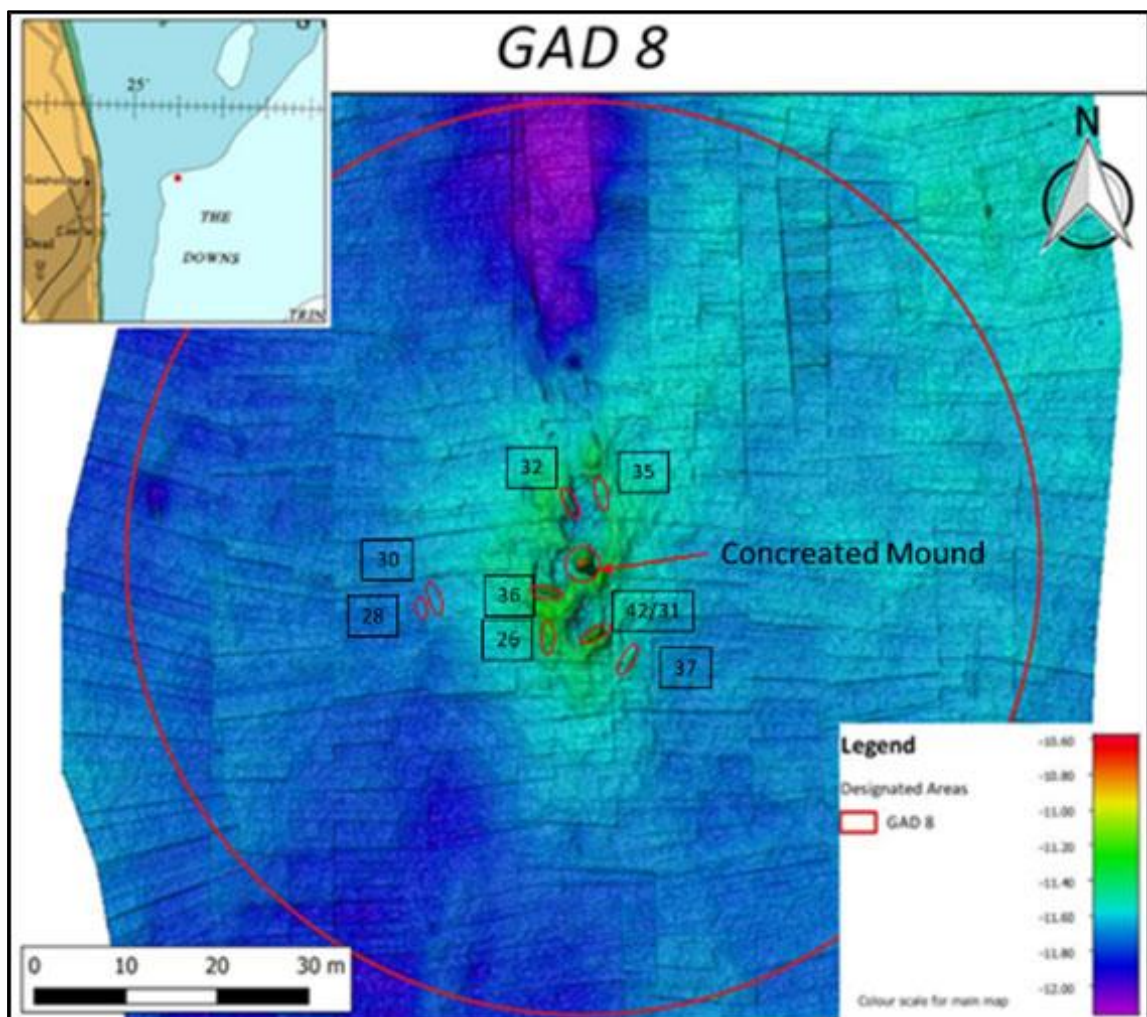 GAD 8
25'
THE
DOWNS
Deal
TRIN
N
32
35
30
Concreated Mound
36
28
42/31
26
37
Legend
Designated Areas
GAD 8
-10.60
-10.80
-11.00
-11.20
-11.40
-11.60
-11.80
-12.00
Colour scale for main map
0 10 20 30 m